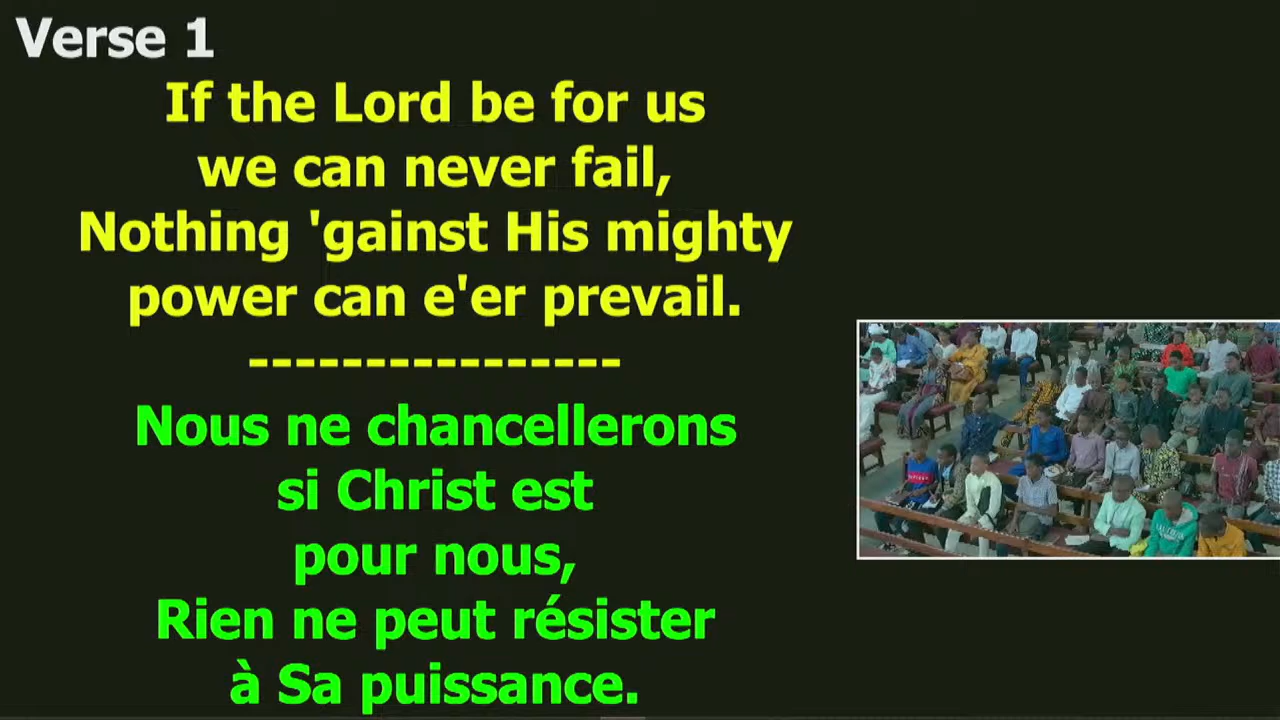 Verse 1
If the Lord be for us
we can never fail,
Nothing 'gainst His mighty
power can e'er prevail.
----------------
Nous ne chancellerons
si Christ est
pour nous,
Rien ne peut résister
à Sa puissance.